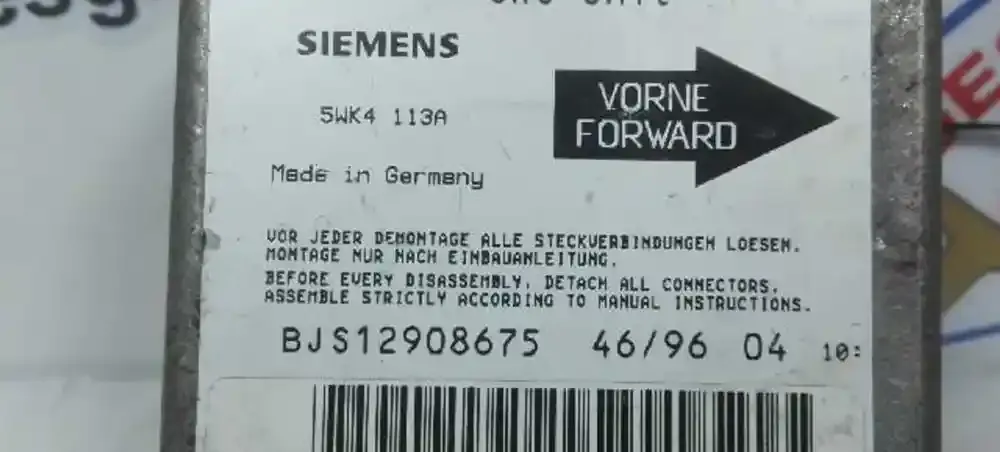 SIEMENS
VORNE
FORWARD
5WK4 113A
Made in Germany
VOR JEDER DEMONTAGE ALLE STECKVERBINDUNGEN LOESEN.
MONTAGE NUR NACH EINBAUANLEITUNG.
BEFORE EVERY DISASSEMBLY, DETACH ALL CONNECTORS.
ASSEMBLE STRICTLY ACCORDING TO MANUAL INSTRUCTIONS.
BJS12908675 46/96 04 10: